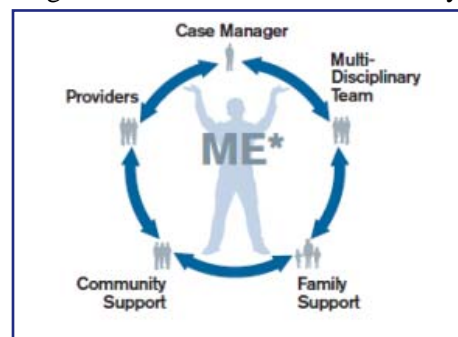 Case Manager
Multi-
Disciplinary
Team
Providers
ME*
Community
Support
Family
Support